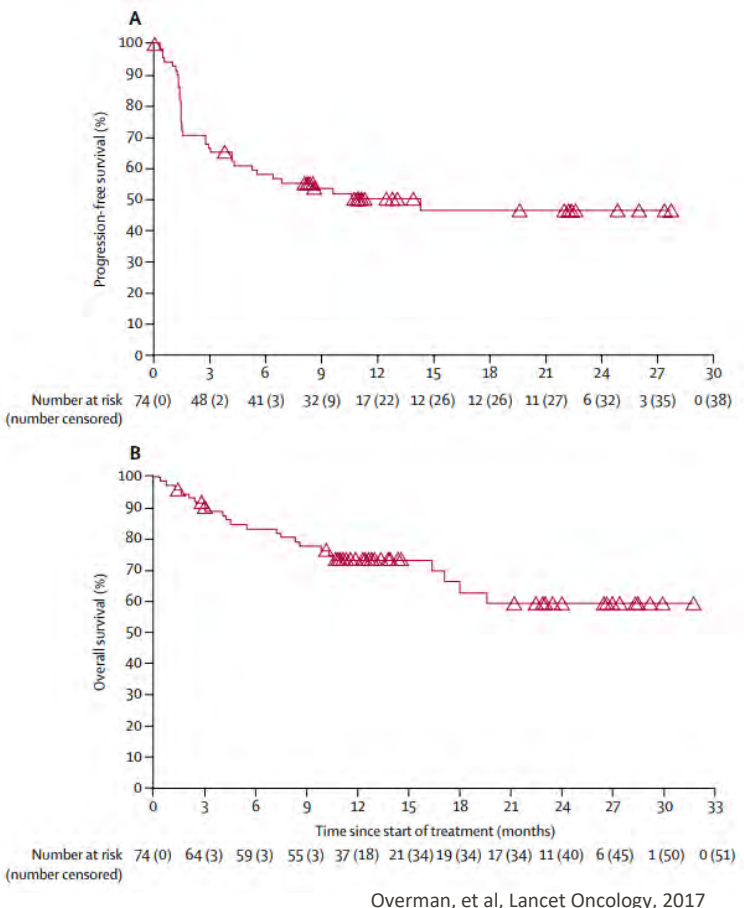 A
Progression-free survival (%)
100
90
80
70
60
50
40
30
20
10
0
0 3 6 9 12 15 18 21 24 27 30
Number at risk 74 (0) 48 (2) 41 (3) 32 (9) 17 (22) 12 (26) 12 (26) 11 (27) 6 (32) 3 (35) 0 (38)
(number censored)
B
Overall survival (%)
100
90
80
70
60
50
40
30
20
10
0
0 3 6 9 12 15 18 21 24 27 30 33
Time since start of treatment (months)
Number at risk 74 (0) 64 (3) 59 (3) 55 (3) 37 (18) 21 (34) 19 (34) 17 (34) 11 (40) 6 (45) 1 (50) 0 (51)
(number censored)
Overman, et al, Lancet Oncology, 2017